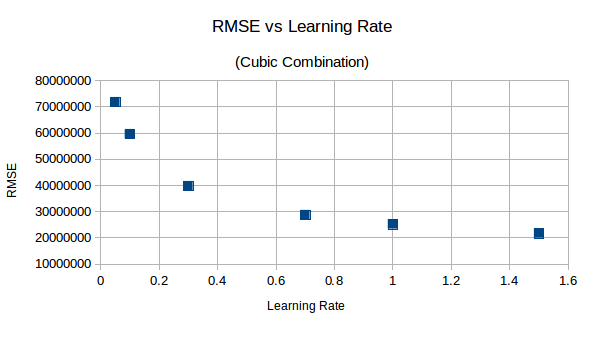 RMSE vs Learning Rate
(Cubic Combination)
80000000
70000000
60000000
50000000
40000000
30000000
20000000
10000000
RMSE
0 0.2 0.4 0.6 0.8 1 1.2 1.4 1.6
Learning Rate